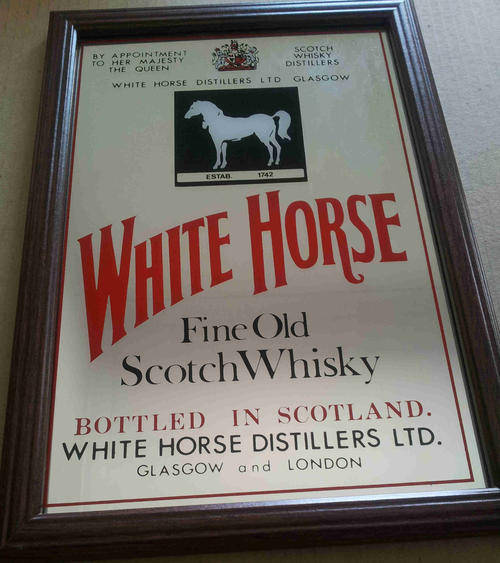 BY APPOINTMENT
TO HER MAJESTY
THE QUEEN
SCOTCH
WHISKY
DISTILLERS
WHITE HORSE DISTILLERS LTD GLASGOW
ESTAB. 1742
WHITE HORSE
Fine Old
Scotch Whisky
BOTTLED IN SCOTLAND.
WHITE HORSE DISTILLERS LTD.
GLASGOW and LONDON